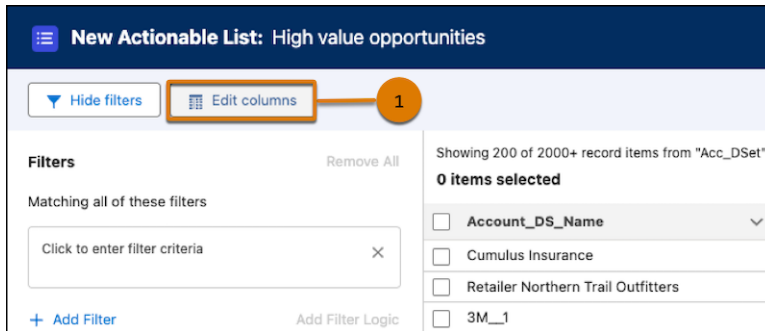 New Actionable List: High value opportunities
Hide filters
Edit columns
1
Filters
Remove All
Matching all of these filters
Click to enter filter criteria
+ Add Filter
Add Filter Logic
Showing 200 of 2000+ record items from "Acc_DSet"
0 items selected
Account_DS_Name
Cumulus Insurance
Retailer Northern Trail Outfitters
3M__1